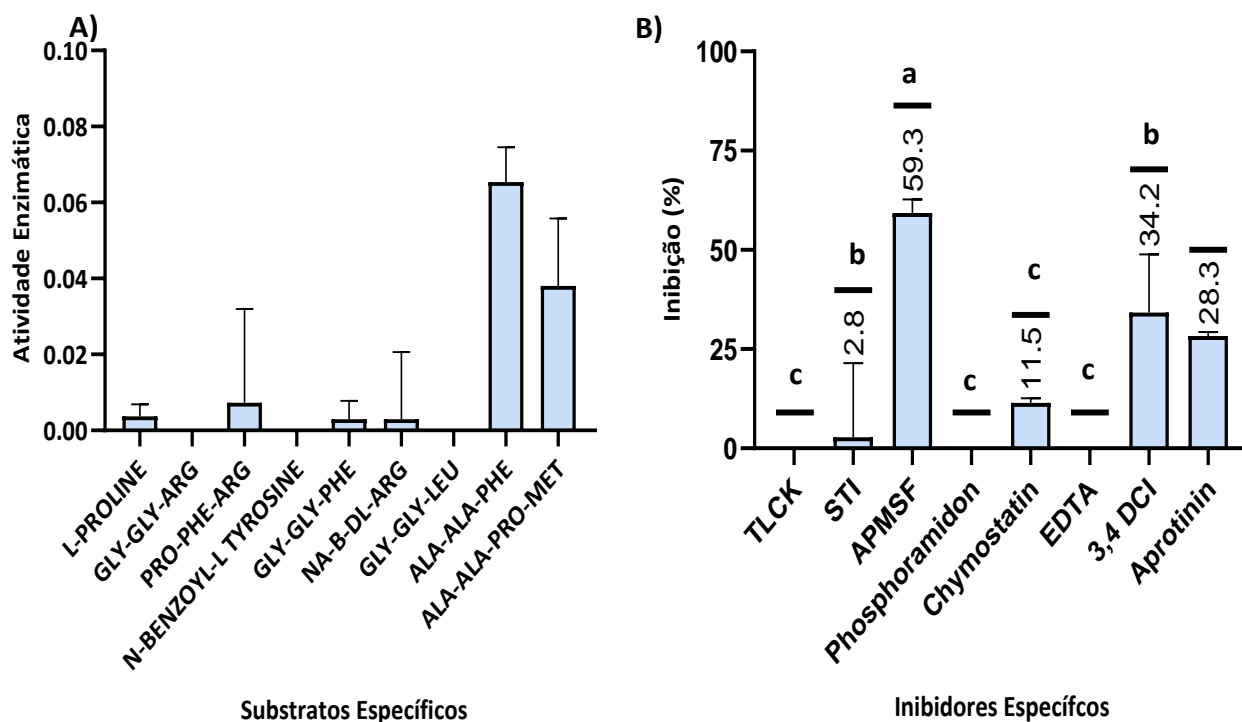 A)
0.10
0.08
0.06
0.04
0.02
0.00
Atividade Enzimática
L-PROLINE
GLY-GLY-ARG
PRO-PHE-ARG
N-BENZOYL-L TYROSINE
GLY-GLY-PHE
NA-B-DL-ARG
GLY-GLY-LEU
ALA-ALA-PHE
ALA-ALA-PRO-MET
Substratos Específicos
B)
100
75
50
25
0
Inibição (%)
c
b
2.8
a
59.3
c
c
11.5
c
b
34.2
28.3
TLCK
STI
APMSF
Phosphoramidon
Chymostatin
EDTA
3,4 DCI
Aprotinin
Inibidores Específcos